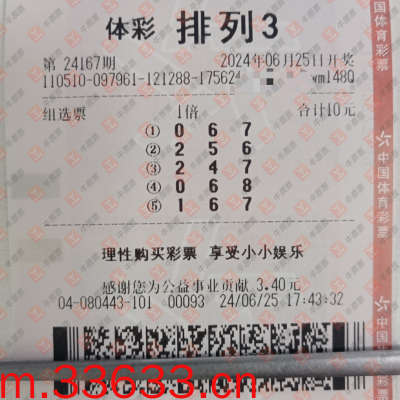 体彩 排列3
第 24167期 2024年06月25日开奖
110510-097961-121288-17562 wm148Q
组选票 1倍 合计10元
① 0 6 7
② 2 5 6
③ 2 4 7
④ 0 6 8
⑤ 1 6 7
理性购买彩票 享受小小娱乐
感谢您为公益事业贡献 3.40元
04-080443-101 00093 24/06/25 17:43:32
国体育彩票
中国体育彩票
中国体育彩票
m.33633.cn